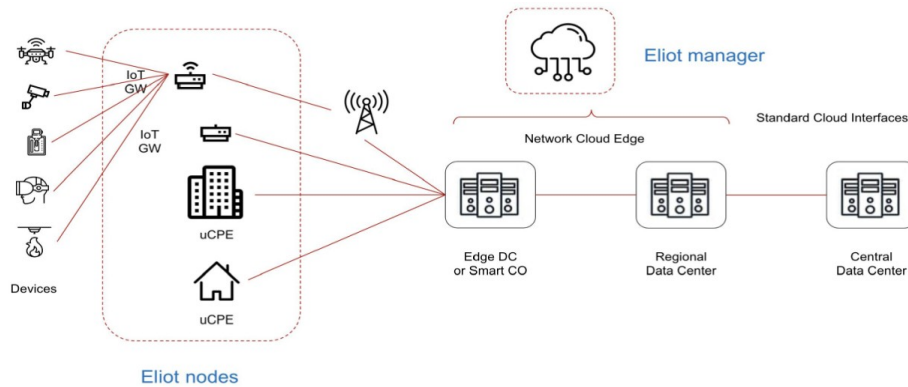 Eliot manager
Standard Cloud Interfaces
Network Cloud Edge
IoT
GW
IoT
GW
uCPE
uCPE
Edge DC
or Smart CO
Regional
Data Center
Central
Data Center
Devices
Eliot nodes